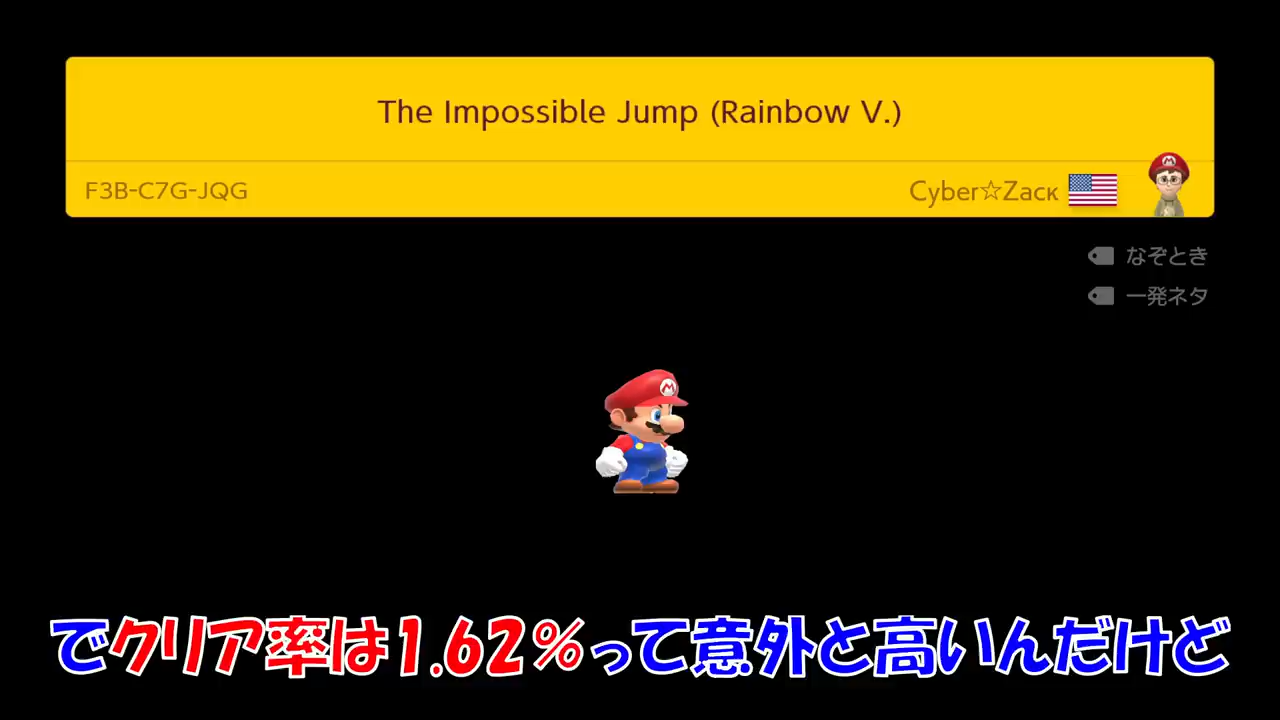 The Impossible Jump (Rainbow V.)
F3B-C7G-JQG
Cyber☆Zack
なぞとき
一発ネタ
でクリア率は1.62%って意外と高いんだけど